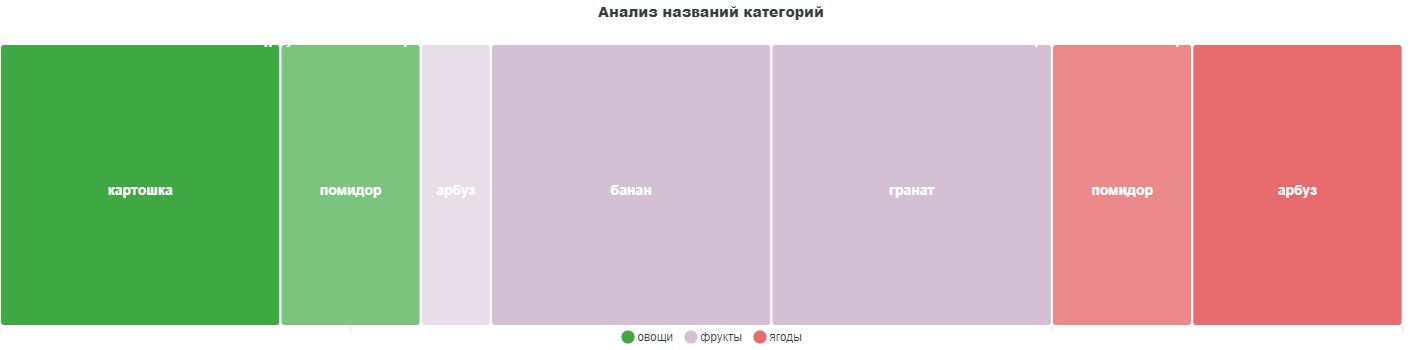 Анализ названий категорий
картошка помидор арбуз банан гранат помидор арбуз
овощи фрукты ягоды